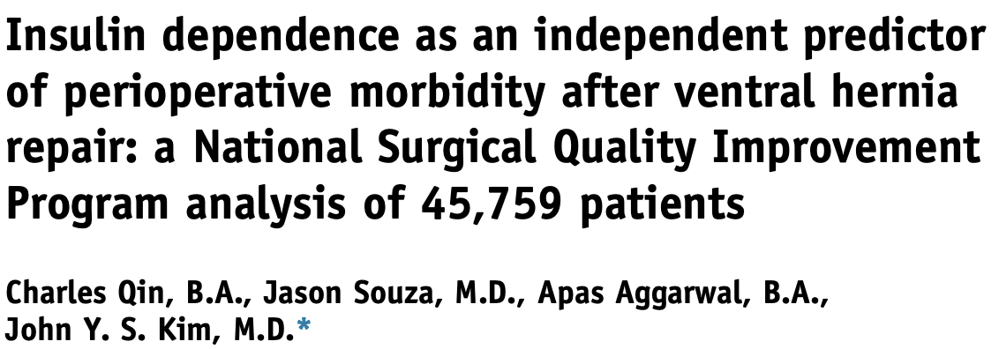 Insulin dependence as an independent predictor
of perioperative morbidity after ventral hernia
repair: a National Surgical Quality Improvement
Program analysis of 45,759 patients
Charles Qin, B.A., Jason Souza, M.D., Apas Aggarwal, B.A.,
John Y. S. Kim, M.D.*